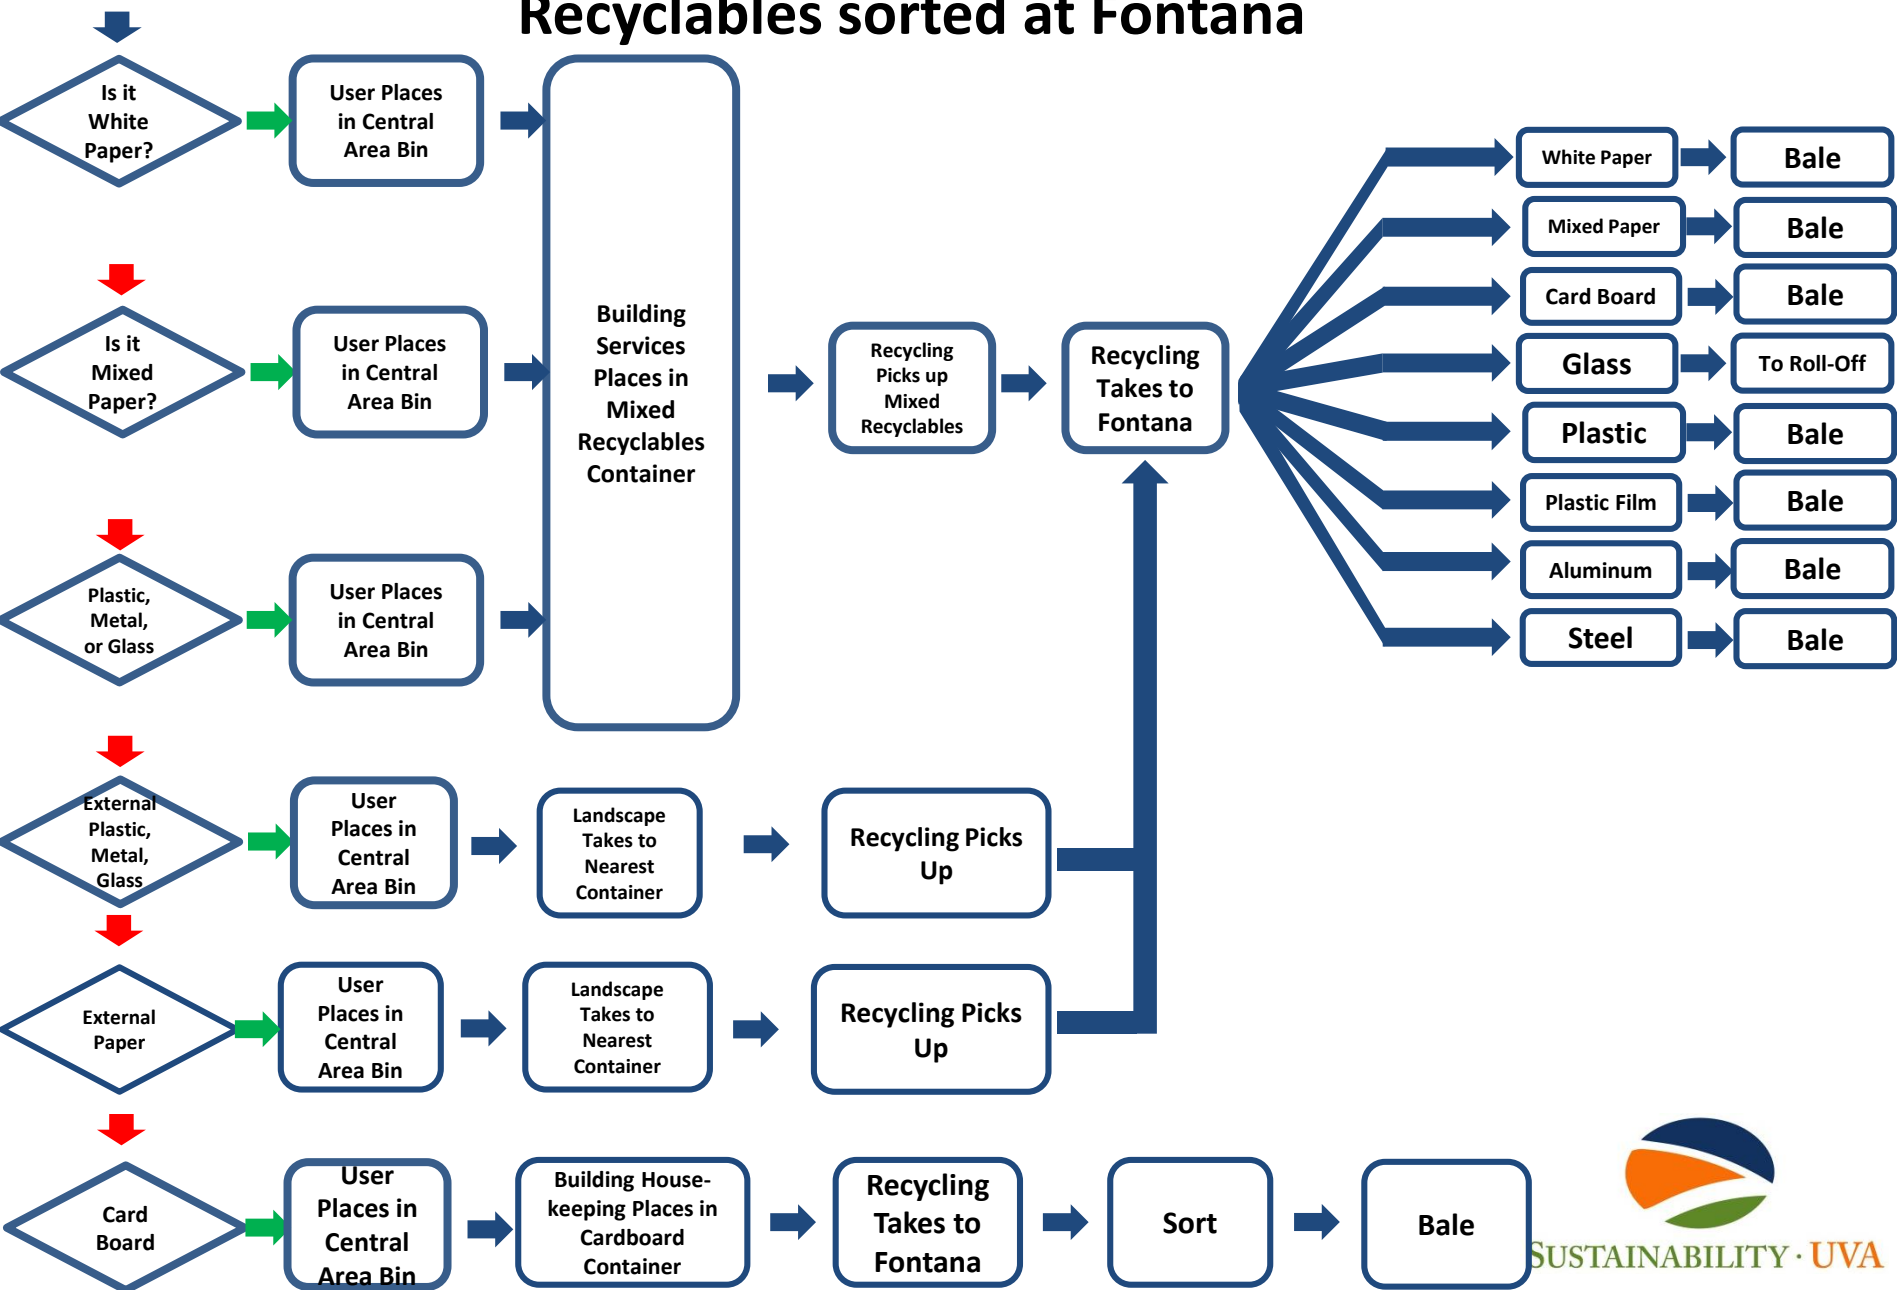 Recyclables sorted at Fontana
Is it
White
Paper?
User Places
in Central
Area Bin
Is it
Mixed
Paper?
User Places
in Central
Area Bin
Plastic,
Metal,
or Glass
User Places
in Central
Area Bin
Building
Services
Places in
Mixed
Recyclables
Container
Recycling
Picks up
Mixed
Recyclables
Recycling
Takes to
Fontana
White Paper
Bale
Mixed Paper
Bale
Card Board
Bale
Glass
To Roll-Off
Plastic
Bale
Plastic Film
Bale
Aluminum
Bale
Steel
Bale
External
Plastic,
Metal,
Glass
User
Places in
Central
Area Bin
Landscape
Takes to
Nearest
Container
Recycling Picks
Up
External
Paper
User
Places in
Central
Area Bin
Landscape
Takes to
Nearest
Container
Recycling Picks
Up
Card
Board
User
Places in
Central
Area Bin
Building House-
keeping Places in
Cardboard
Container
Recycling
Takes to
Fontana
Sort
Bale
SUSTAINABILITY · UVA